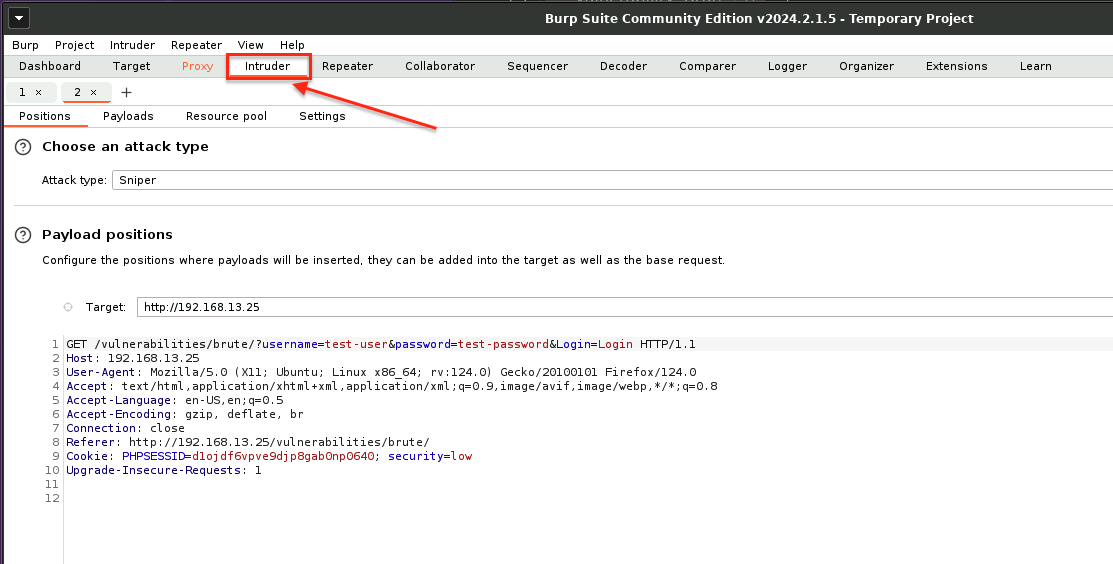 Burp Suite Community Edition v2024.2.1.5 - Temporary Project
Burp Project Intruder Repeater View Help
Dashboard Target Proxy Intruder Repeater Collaborator Sequencer Decoder Comparer Logger Organizer Extensions Learn
1 × 2 × +
Positions Payloads Resource pool Settings
? Choose an attack type
Attack type: Sniper
? Payload positions
Configure the positions where payloads will be inserted, they can be added into the target as well as the base request.
Target: http://192.168.13.25
1 GET /vulnerabilities/brute/?username=test-user&password=test-password&Login=Login HTTP/1.1
2 Host: 192.168.13.25
3 User-Agent: Mozilla/5.0 (X11; Ubuntu; Linux x86_64; rv:124.0) Gecko/20100101 Firefox/124.0
4 Accept: text/html,application/xhtml+xml,application/xml;q=0.9,image/avif,image/webp,*/*;q=0.8
5 Accept-Language: en-US,en;q=0.5
6 Accept-Encoding: gzip, deflate, br
7 Connection: close
8 Referer: http://192.168.13.25/vulnerabilities/brute/
9 Cookie: PHPSESSID=d1ojdf6vpve9djp8gab0np0640; security=low
10 Upgrade-Insecure-Requests: 1
11
12